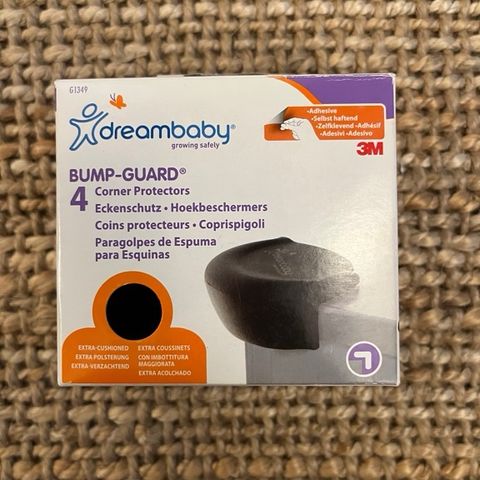 G1349
dreambaby®
growing safely
•Adhesive
•Selbst haftend
•Zelfklevend •Adhésif
•Adesivi •Adesivo
3M
BUMP-GUARD®
4 Corner Protectors
Eckenschutz • Hoekbeschermers
Coins protecteurs • Coprispigoli
Paragolpes de Espuma
para Esquinas
EXTRA-CUSHIONED
EXTRA POLSTERUNG
EXTRA-VERZACHTEND
EXTRA COUSSINETS
CON IMBOTTITURA
MAGGIORATA
EXTRA ACOLCHADO